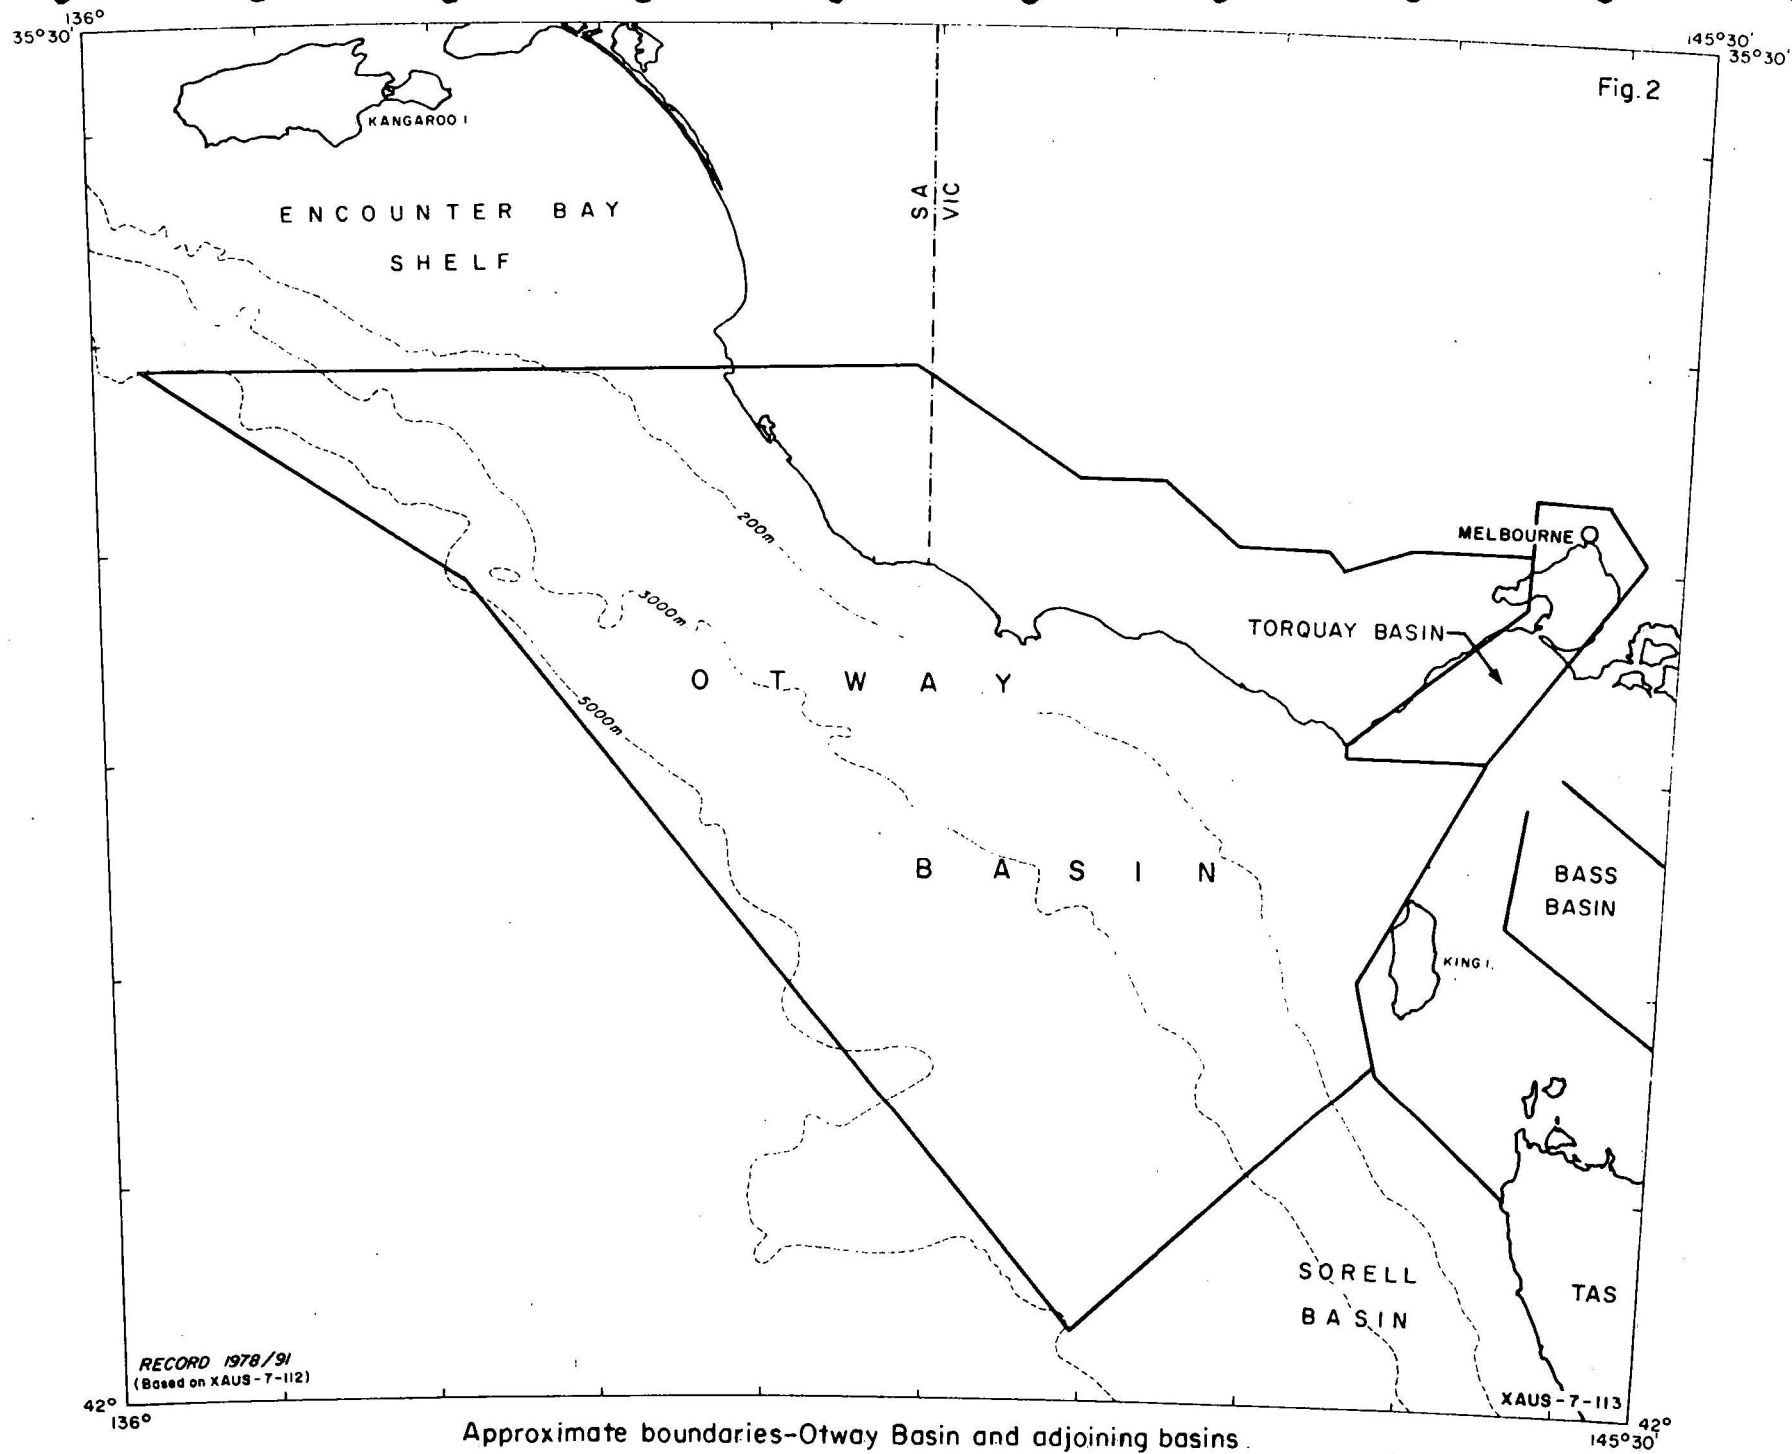 136°
35°30'
145°30'
35°30'
Fig. 2
KANGAROO I
ENCOUNTER BAY
SHELF
SA
VIC
MELBOURNE
200m
3000m
TORQUAY BASIN
OTWAY
5000m
BASIN
BASS
BASIN
KING I.
SORELL
BASIN
TAS
RECORD 1978/91
(Based on XAUS-7-112)
XAUS-7-113
42°
136°
42°
145°30'
Approximate boundaries-Otway Basin and adjoining basins.